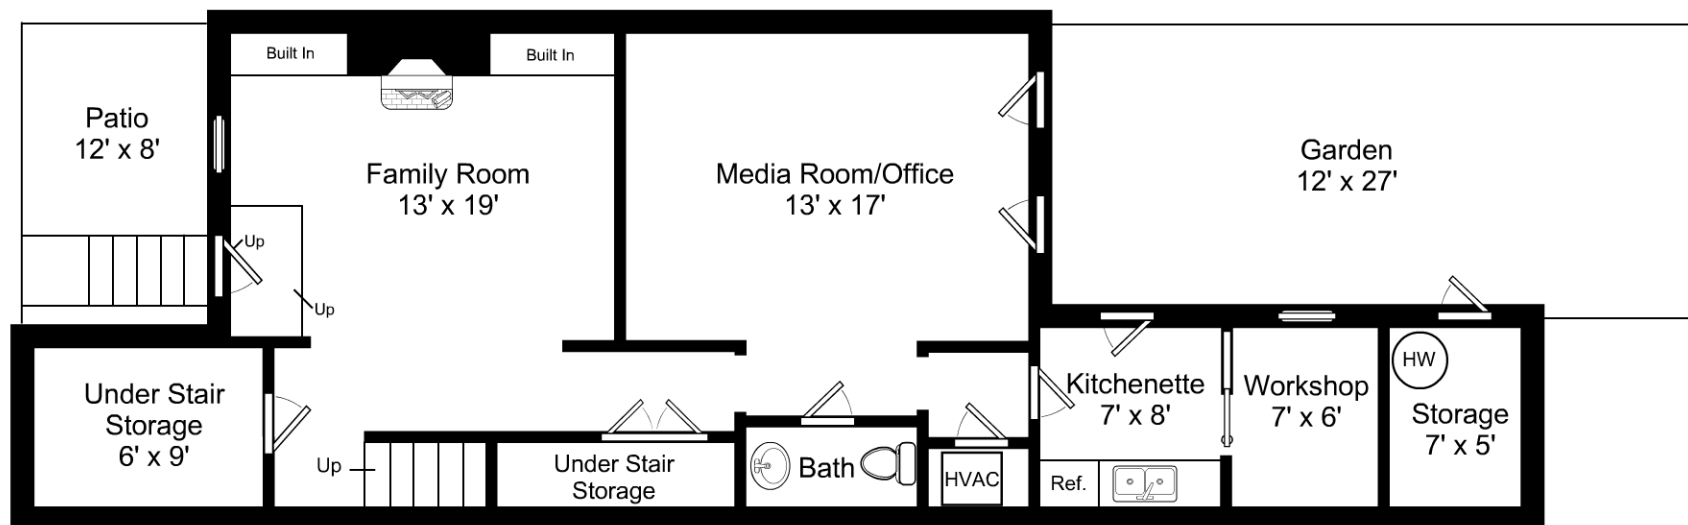 Built In
Built In
Patio
12' x 8'
Family Room
13' x 19'
Media Room/Office
13' x 17'
Garden
12' x 27'
Up
Up
Under Stair
Storage
6' x 9'
Up
Under Stair
Storage
Bath
HVAC
Kitchenette
7' x 8'
Ref.
Workshop
7' x 6'
HW
Storage
7' x 5'